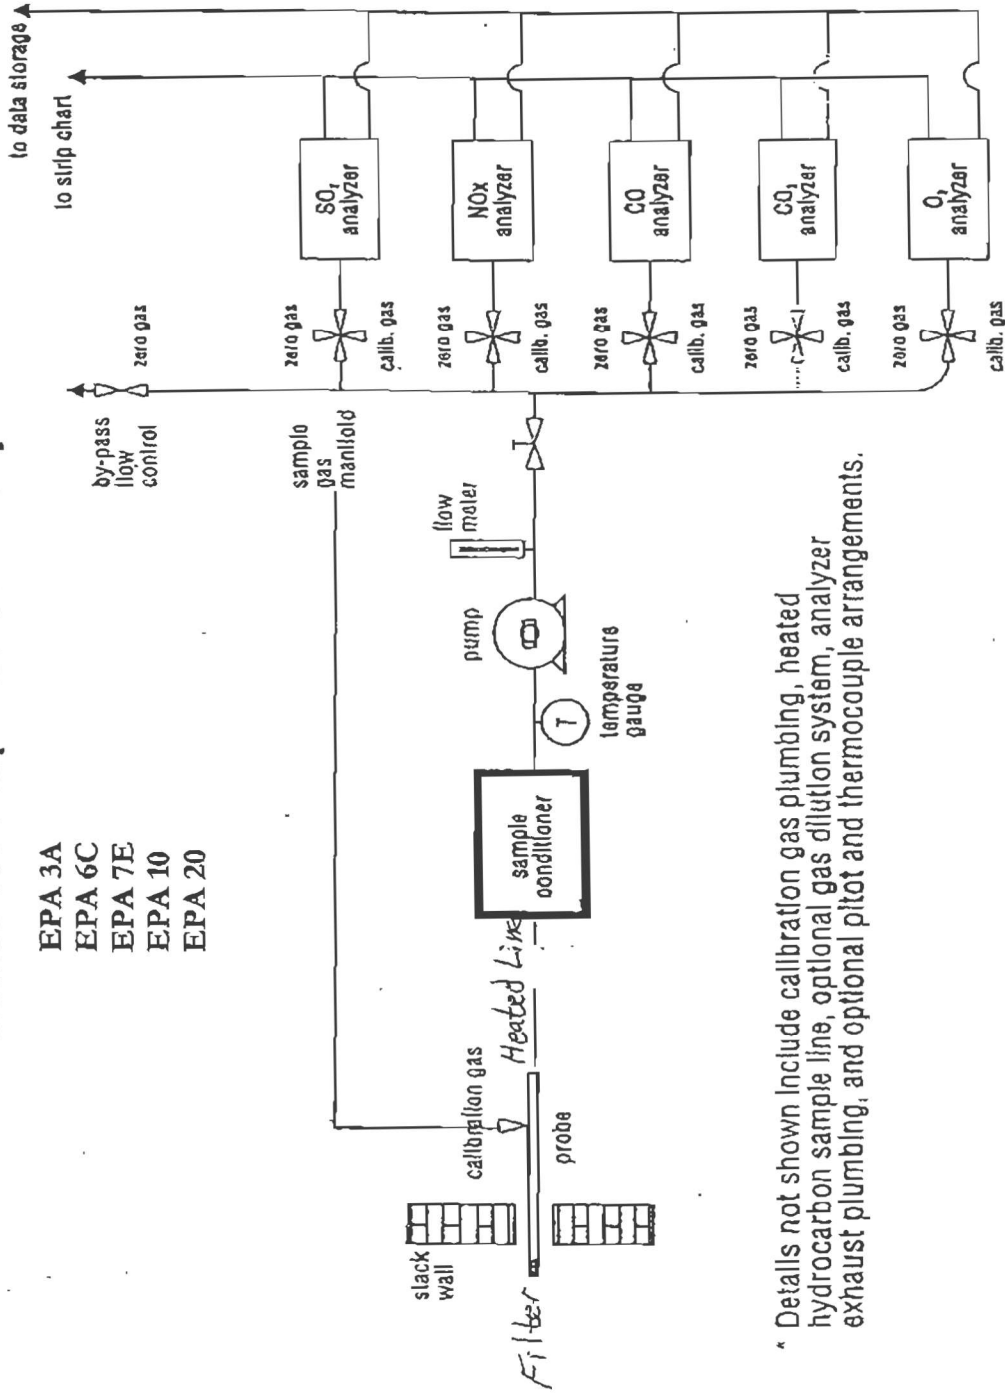 EPA 3A
EPA 6C
EPA 7E
EPA 10
EPA 20
to data storage
to strip chart
by-pass
flow
control
zero gas
sample
gas
manifold
zero gas
calib. gas
SO₂
analyzer
zero gas
calib. gas
NOx
analyzer
zero gas
calib. gas
CO
analyzer
zero gas
calib. gas
CO₂
analyzer
zero gas
calib. gas
O₂
analyzer
flow
meter
pump
T
temperature
gauge
sample
conditioner
Heated Line
calibration gas
probe
stack
wall
Filter
* Details not shown include calibration gas plumbing, heated
hydrocarbon sample line, optional gas dilution system, analyzer
exhaust plumbing, and optional pitot and thermocouple arrangements.